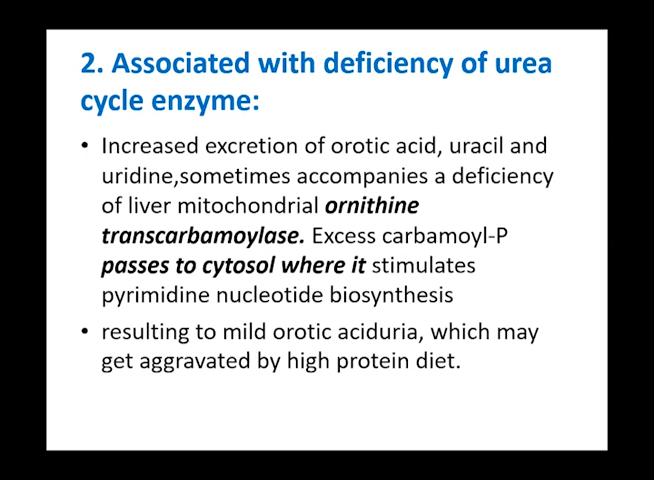 2. Associated with deficiency of urea
cycle enzyme:
• Increased excretion of orotic acid, uracil and
uridine,sometimes accompanies a deficiency
of liver mitochondrial ornithine
transcarbamoylase. Excess carbamoyl-P
passes to cytosol where it stimulates
pyrimidine nucleotide biosynthesis
• resulting to mild orotic aciduria, which may
get aggravated by high protein diet.